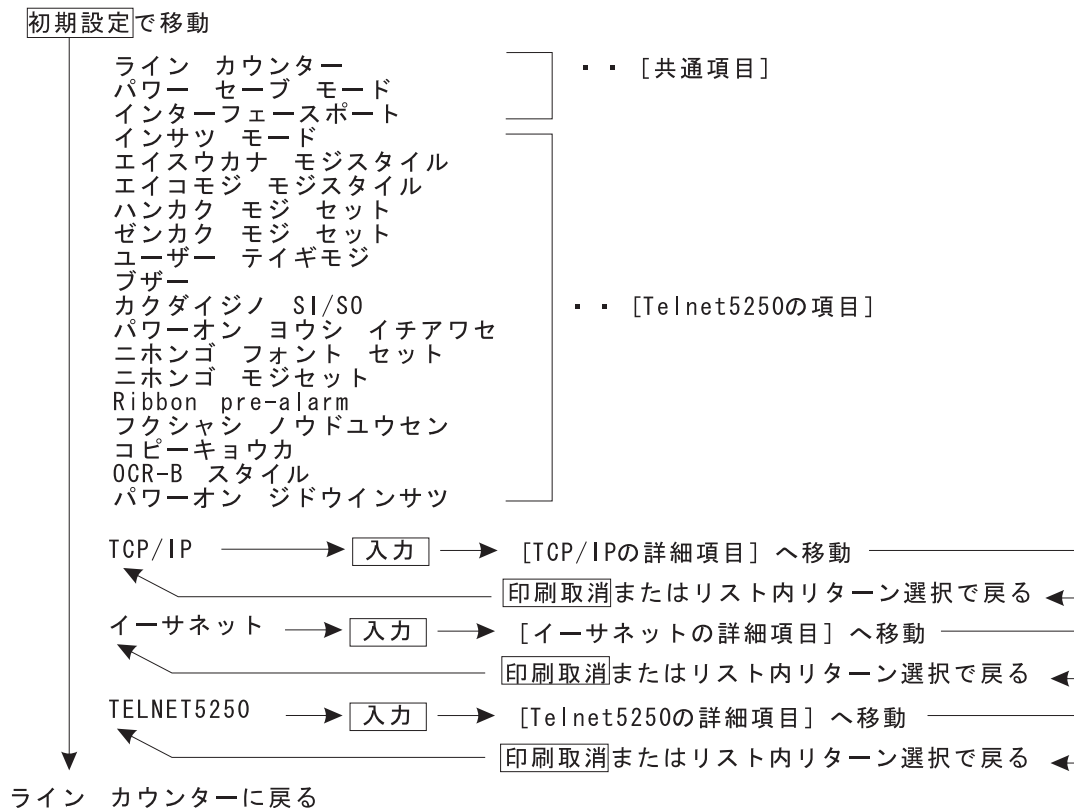 初期設定で移動
ライン カウンター
パワー セーブ モード
インターフェースポート
・・ [共通項目]
インサツ モード
エイスウカナ モジスタイル
エイコモジ モジスタイル
ハンカク モジ セット
ゼンカク モジ セット
ユーザー テイギモジ
ブザー
カクダイジノ SI/SO
パワーオン ヨウシ イチアワセ
ニホンゴ フォント セット
ニホンゴ モジセット
Ribbon pre-alarm
フクシャシ ノウドユウセン
コピーキョウカ
OCR-B スタイル
パワーオン ジドウインサツ
・・ [Telnet5250の項目]
TCP/IP 入力 [TCP/IPの詳細項目] へ移動
印刷取消またはリスト内リターン選択で戻る
イーサネット 入力 [イーサネットの詳細項目] へ移動
印刷取消またはリスト内リターン選択で戻る
TELNET5250 入力 [Telnet5250の詳細項目] へ移動
印刷取消またはリスト内リターン選択で戻る
ライン カウンターに戻る